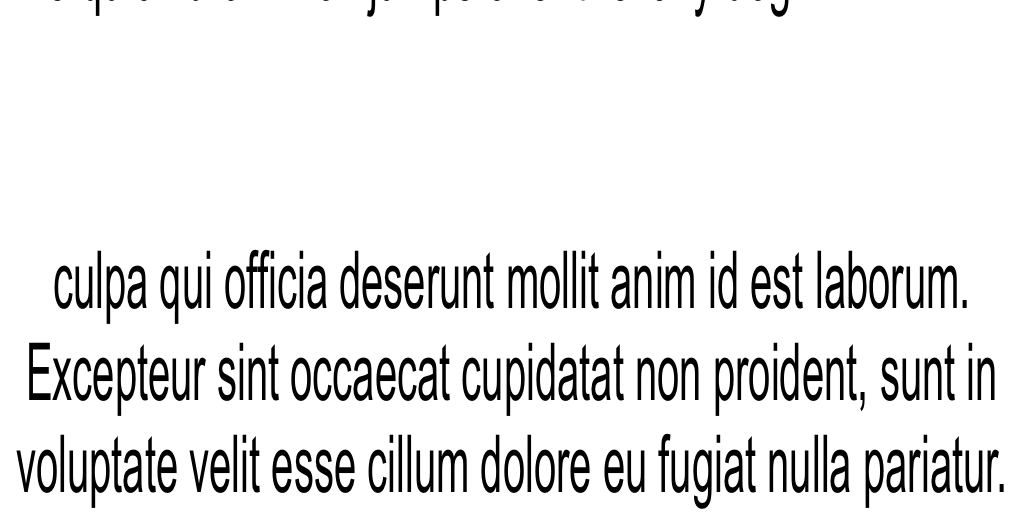 culpa qui officia deserunt mollit anim id est laborum.
Excepteur sint occaecat cupidatat non proident, sunt in
voluptate velit esse cillum dolore eu fugiat nulla pariatur.